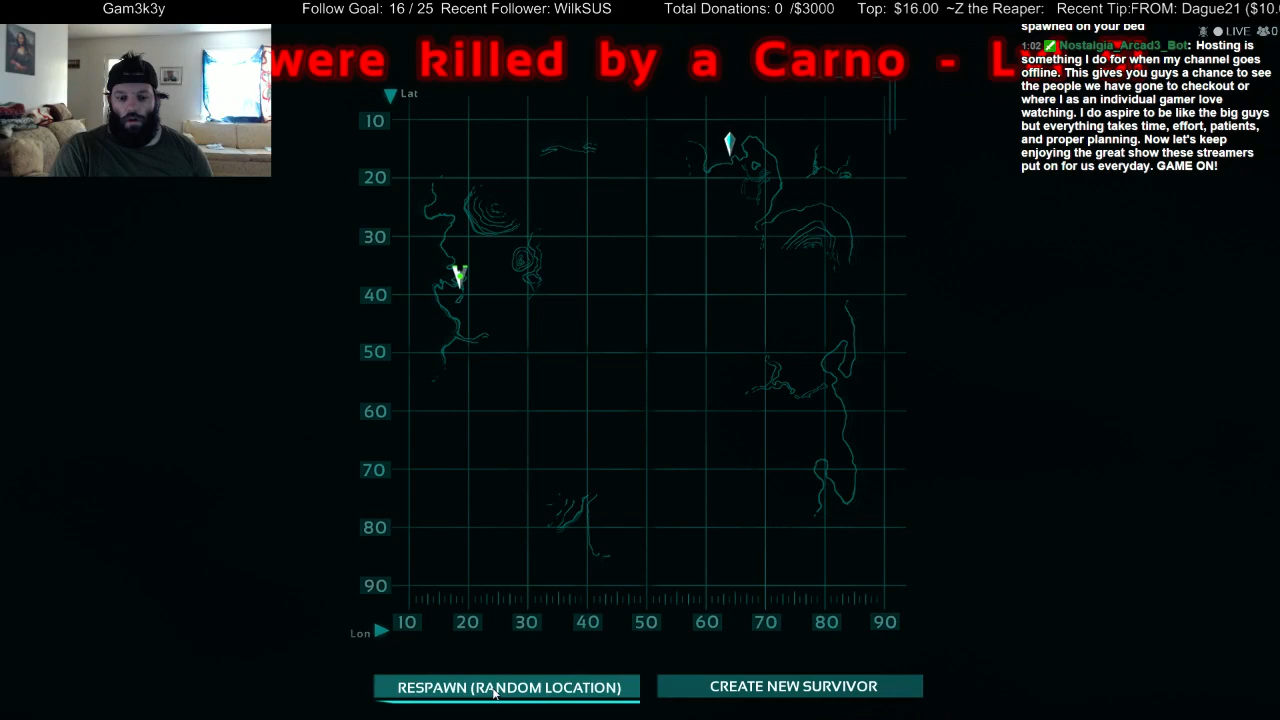 Gam3k3y
Follow Goal: 16 / 25 Recent Follower: WilkSUS
Total Donations: 0 /$3000
Top: $16.00 ~Z the Reaper:
Recent Tip:FROM: Dague21 ($10.
spawned on your bed
LIVE 0
1:02 Nostalgia_Arcad3_Bot: Hosting is
something I do for when my channel goes
offline. This gives you guys a chance to see
the people we have gone to checkout or
where I as an individual gamer love
watching. I do aspire to be like the big guys
but everything takes time, effort, patients,
and proper planning. Now let's keep
enjoying the great show these streamers
put on for us everyday. GAME ON!
were killed by a Carno - L
Lat
10
20
30
40
50
60
70
80
90
Lon
10 20 30 40 50 60 70 80 90
RESPAWN (RANDOM LOCATION)
CREATE NEW SURVIVOR